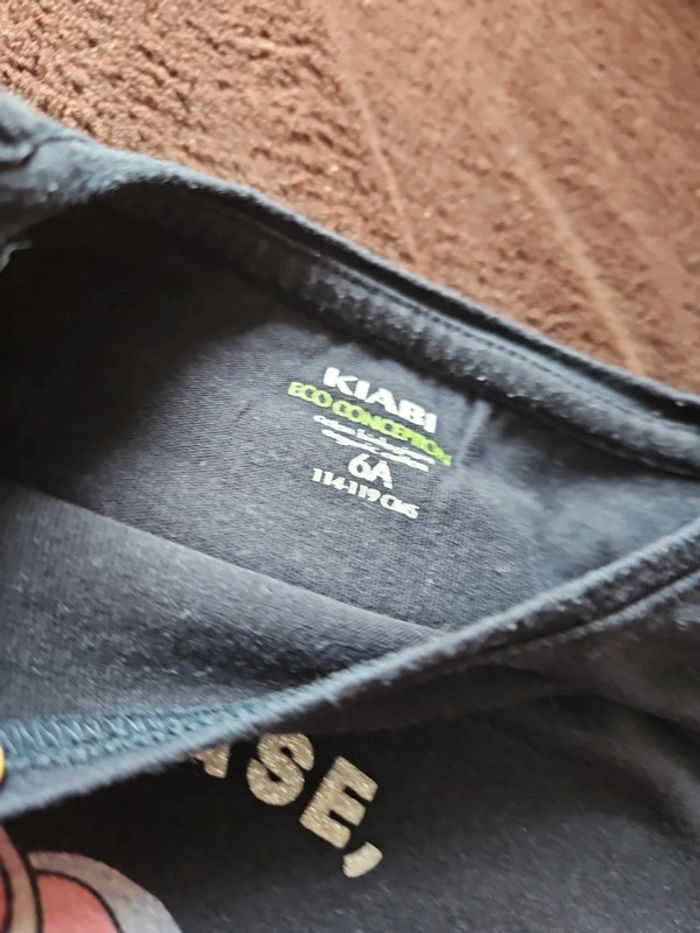 KIABI
ECO CONCEPTION
6A
114-119 CMS
ASE,